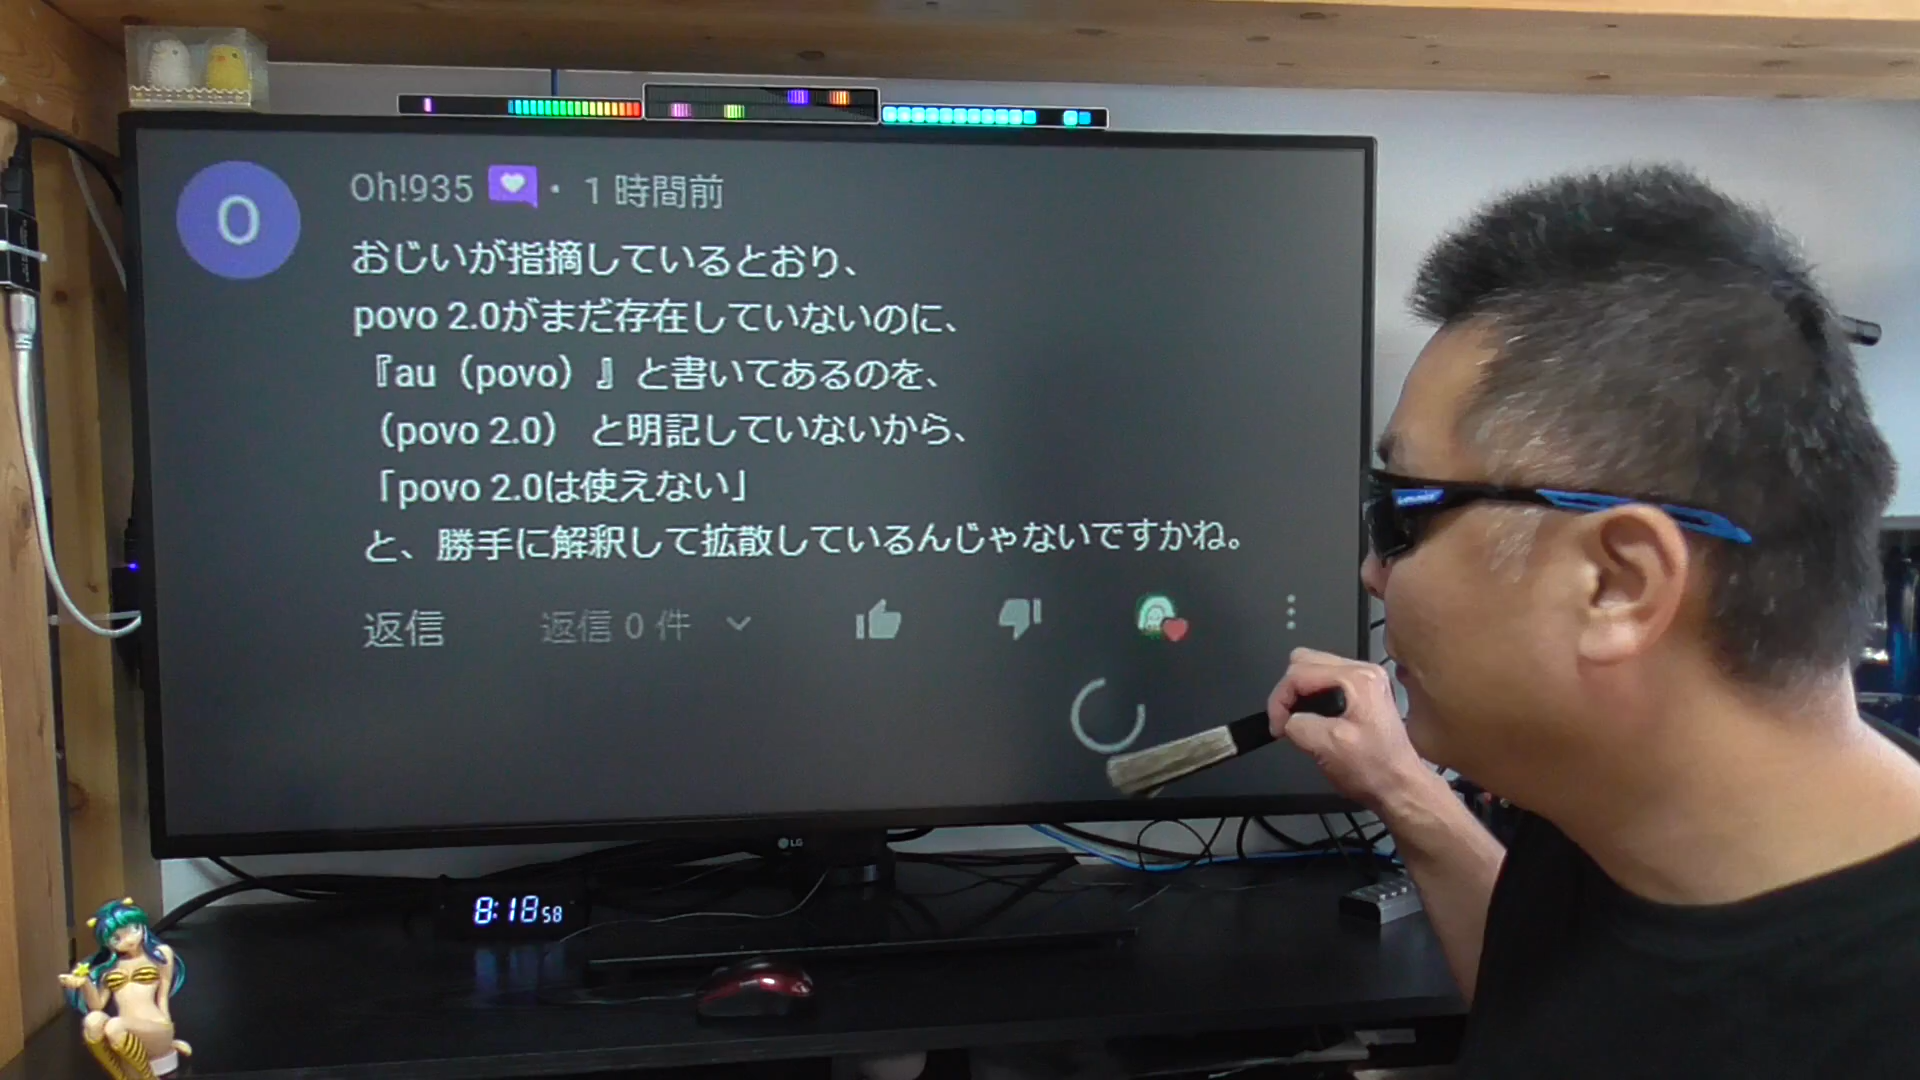 O
Oh!935 ・ 1 時間前
おじいが指摘しているとおり、
povo 2.0がまだ存在していないのに、
『au（povo）』と書いてあるのを、
（povo 2.0） と明記していないから、
「povo 2.0は使えない」
と、勝手に解釈して拡散しているんじゃないですかね。
返信 返信 0 件
LG
8:18 58